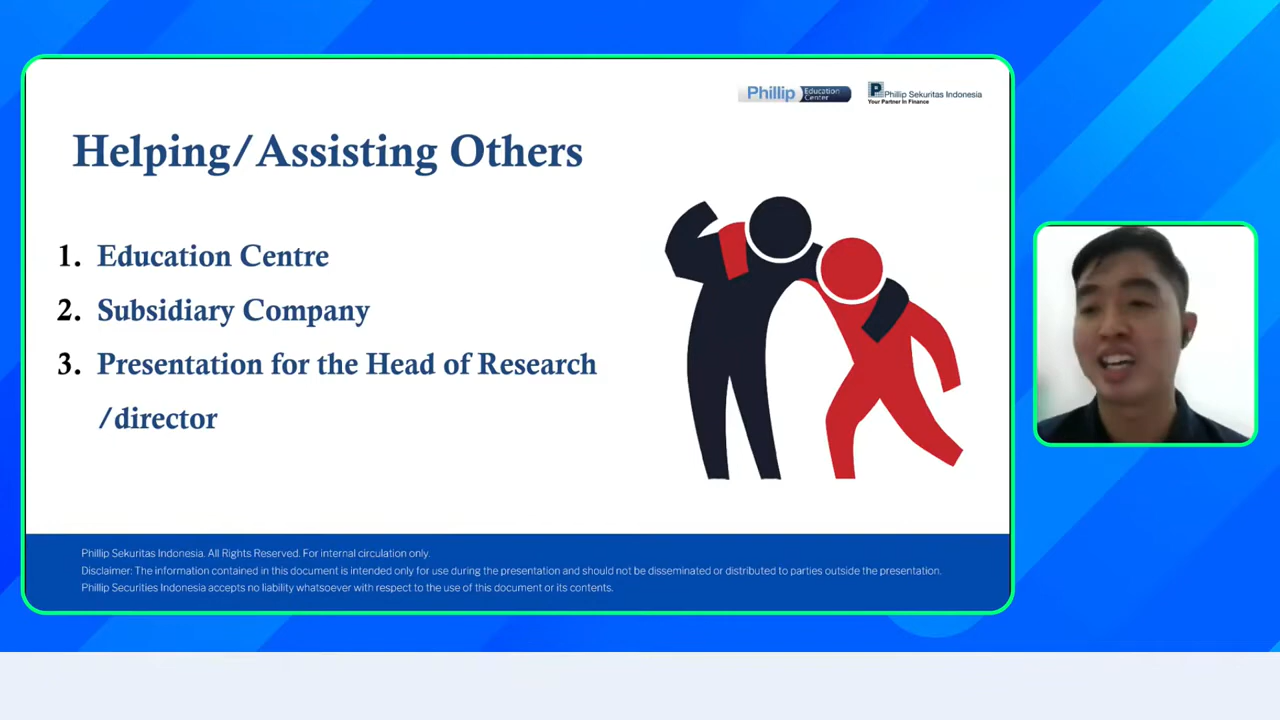 Phillip Education Center
Phillip Sekuritas Indonesia
Your Partner In Finance
Helping/Assisting Others
1. Education Centre
2. Subsidiary Company
3. Presentation for the Head of Research
/director
Phillip Sekuritas Indonesia. All Rights Reserved. For internal circulation only.
Disclaimer: The information contained in this document is intended only for use during the presentation and should not be disseminated or distributed to parties outside the presentation.
Phillip Securities Indonesia accepts no liability whatsoever with respect to the use of this document or its contents.